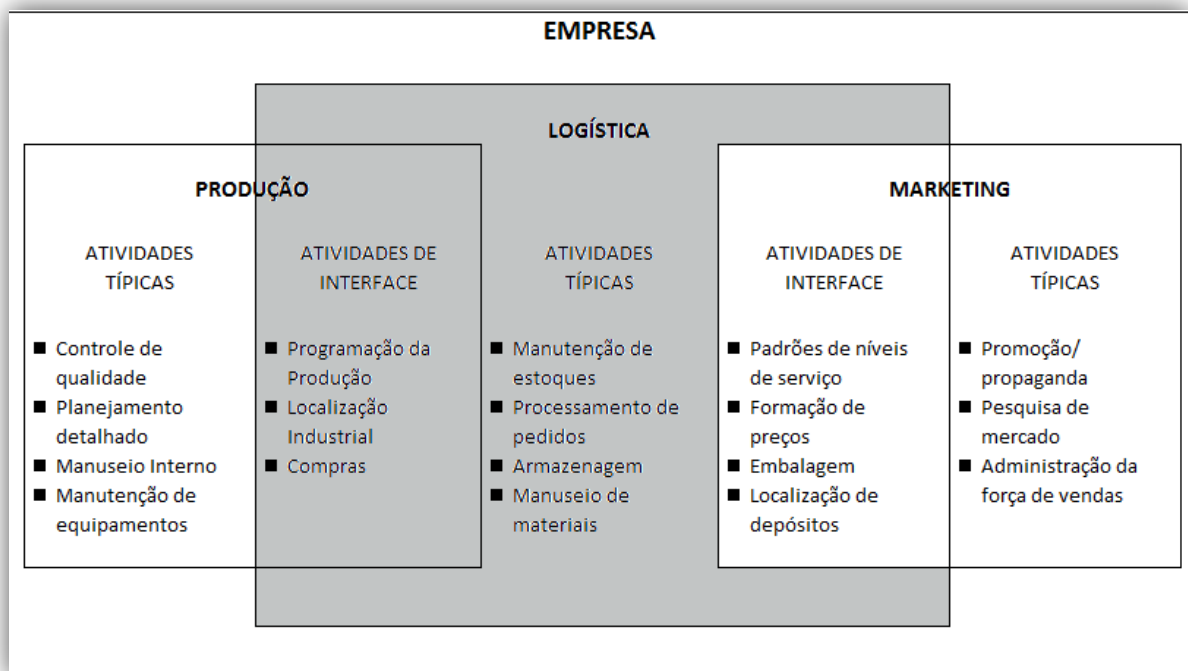 EMPRESA
LOGÍSTICA
PRODUÇÃO
MARKETING
ATIVIDADES
TÍPICAS
■ Controle de
qualidade
■ Planejamento
detalhado
■ Manuseio Interno
■ Manutenção de
equipamentos
ATIVIDADES DE
INTERFACE
■ Programação da
Produção
■ Localização
Industrial
■ Compras
ATIVIDADES
TÍPICAS
■ Manutenção de
estoques
■ Processamento de
pedidos
■ Armazenagem
■ Manuseio de
materiais
ATIVIDADES DE
INTERFACE
■ Padrões de níveis
de serviço
■ Formação de
preços
■ Embalagem
■ Localização de
depósitos
ATIVIDADES
TÍPICAS
■ Promoção/
propaganda
■ Pesquisa de
mercado
■ Administração da
força de vendas